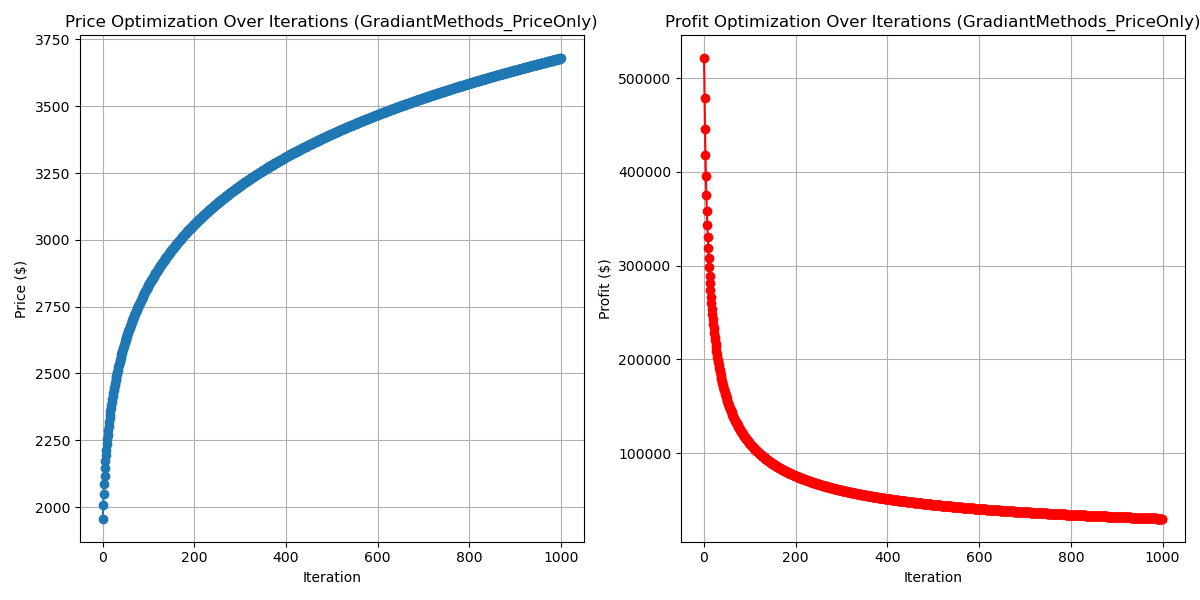 Price Optimization Over Iterations (GradiantMethods_PriceOnly)
3750
3500
3250
3000
2750
2500
2250
2000
Price ($)
0 200 400 600 800 1000
Iteration
Profit Optimization Over Iterations (GradiantMethods_PriceOnly)
500000
400000
300000
200000
100000
Profit ($)
0 200 400 600 800 1000
Iteration